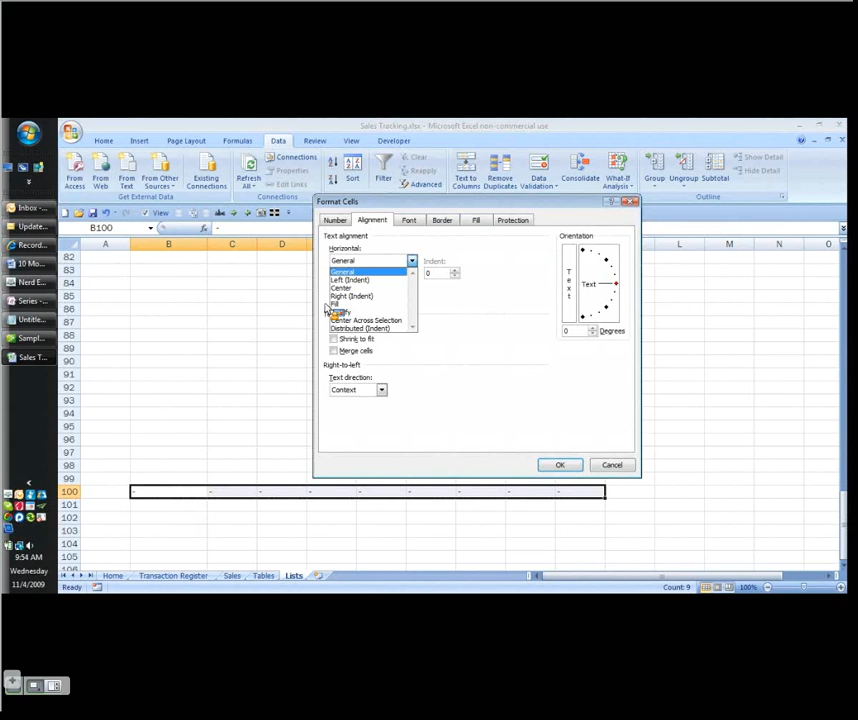 Sales Tracking.xlsx - Microsoft Excel non-commercial use
Home Insert Page Layout Formulas Data Review View Developer
From Access
From Web
From Text
From Other Sources
Existing Connections
Refresh All
Connections
Properties
Edit Links
Sort
Filter
Clear
Reapply
Advanced
Text to Columns
Remove Duplicates
Data Validation
Consolidate
What-If Analysis
Group
Ungroup
Subtotal
Show Detail
Hide Detail
Get External Data
Connections
View
B100
fx -
A B C D L M N O
Inbox -...
Update...
Record...
10 Mo...
Nerd E...
Series -...
Untitle...
Sampl...
Sales T...
9:54 AM
Wednesday
11/4/2009
82
83
84
85
86
87
88
89
90
91
92
93
94
95
96
97
98
99
100 - - - - - - - - -
101
102
103
104
105
106
Format Cells
Number Alignment Font Border Fill Protection
Text alignment
Horizontal:
General
Indent:
0
General
Left (Indent)
Center
Right (Indent)
Fill
Center Across Selection
Distributed (Indent)
Shrink to fit
Merge cells
Right-to-left
Text direction:
Context
Orientation
Text
Text
0 Degrees
OK Cancel
Home Transaction Register Sales Tables Lists
Ready
Count: 9
100%